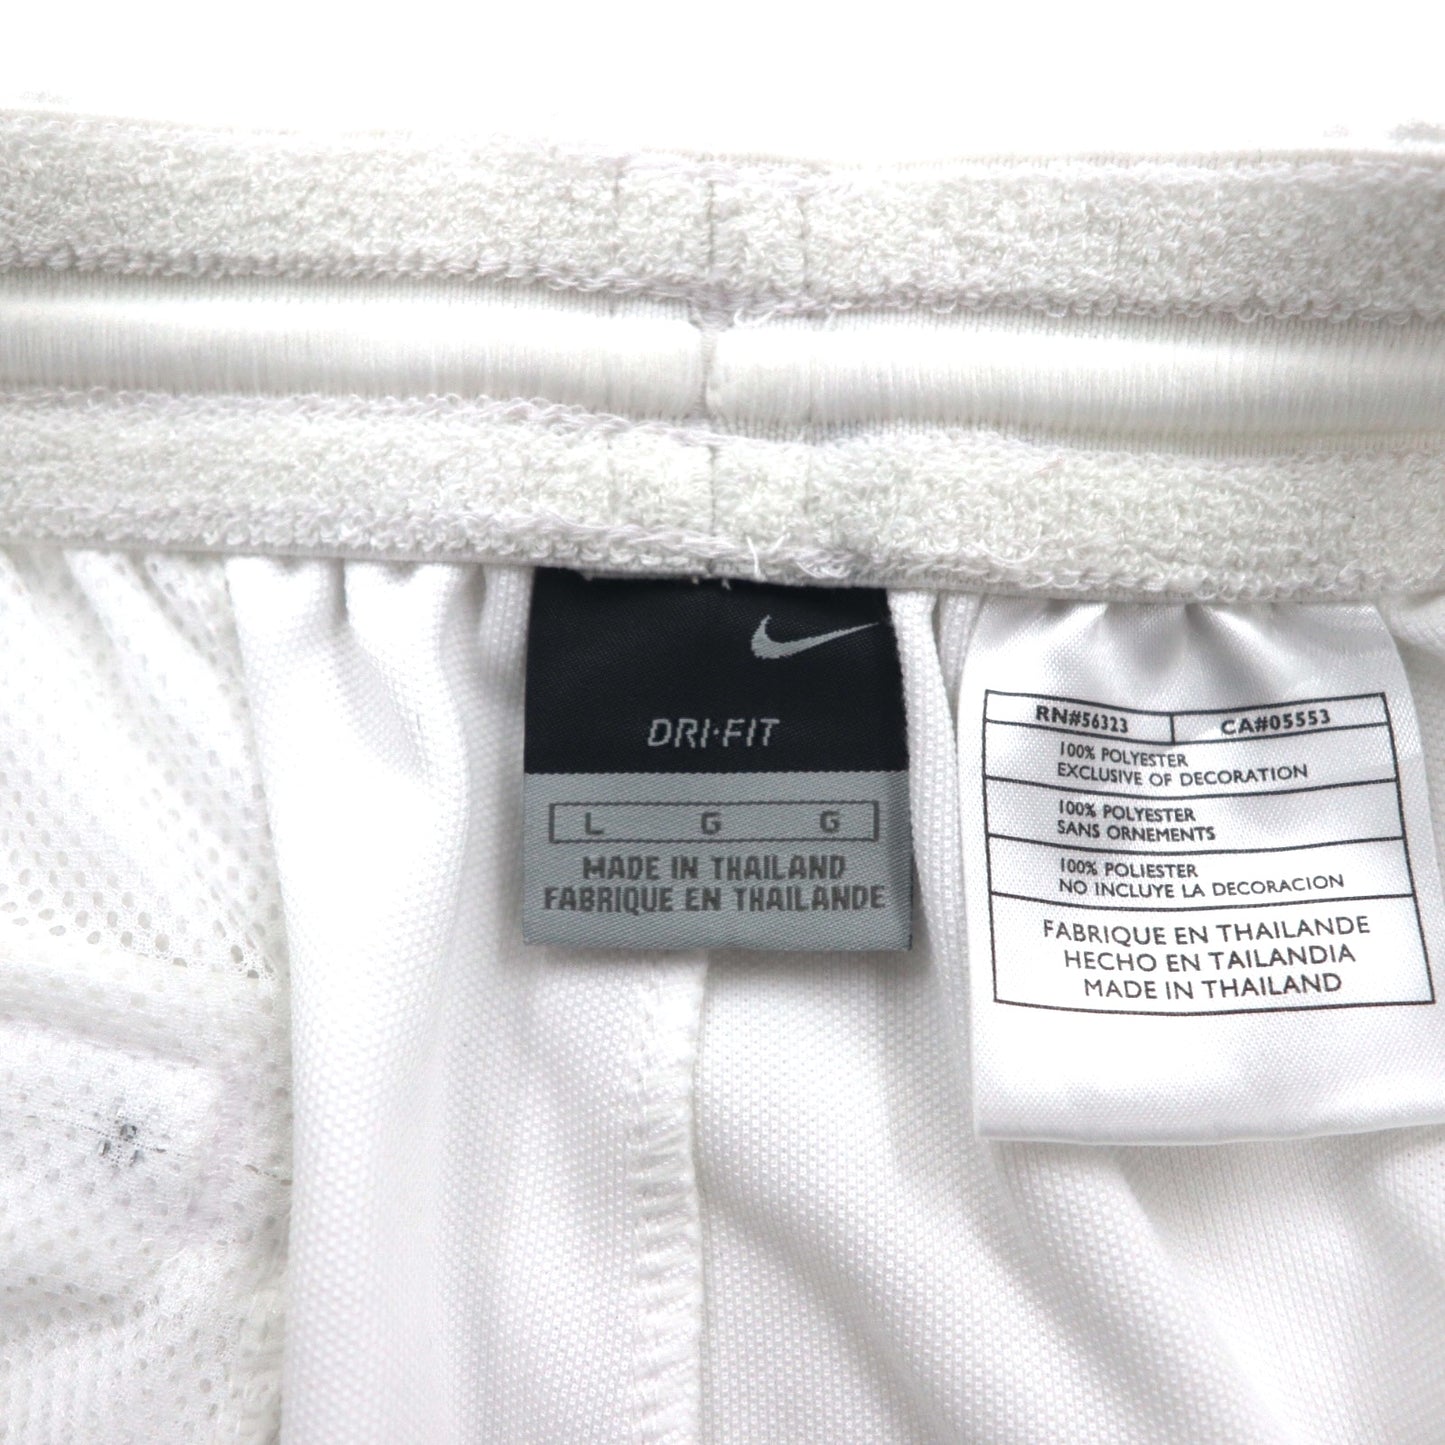 DRI-FIT
L G G
MADE IN THAILAND
FABRIQUE EN THAILANDE
RN#56323 CA#05553
100% POLYESTER
EXCLUSIVE OF DECORATION
100% POLYESTER
SANS ORNEMENTS
100% POLIESTER
NO INCLUYE LA DECORACION
FABRIQUE EN THAILANDE
HECHO EN TAILANDIA
MADE IN THAILAND